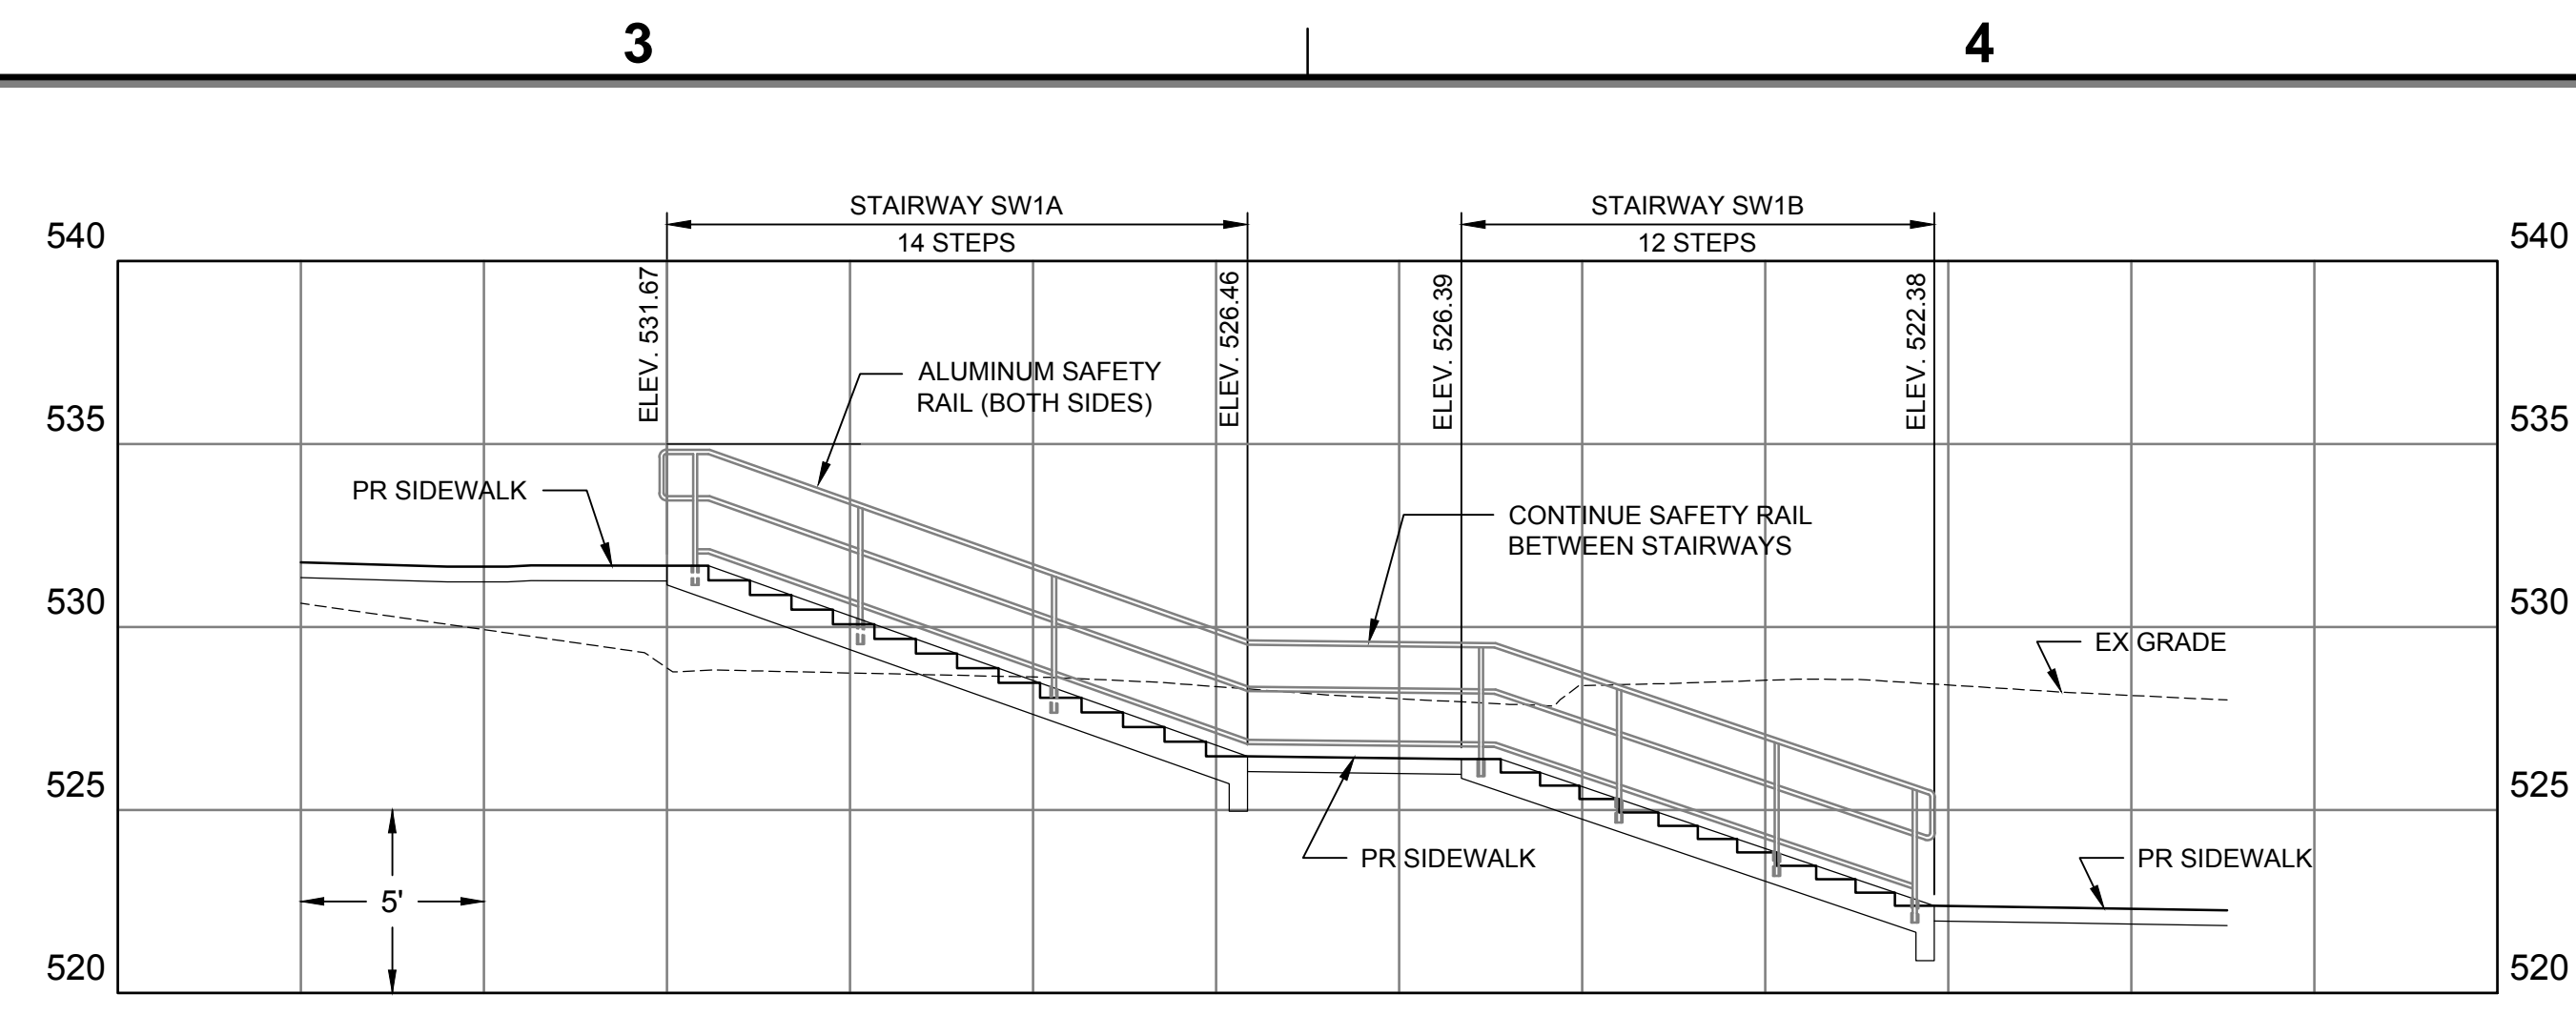 3
4
STAIRWAY SW1A
14 STEPS
STAIRWAY SW1B
12 STEPS
540
540
ELEV. 531.67
ELEV. 526.46
ELEV. 526.39
ELEV. 522.38
ALUMINUM SAFETY
RAIL (BOTH SIDES)
535
535
PR SIDEWALK
CONTINUE SAFETY RAIL
BETWEEN STAIRWAYS
530
530
EX GRADE
525
525
PR SIDEWALK
PR SIDEWALK
5'
520
520